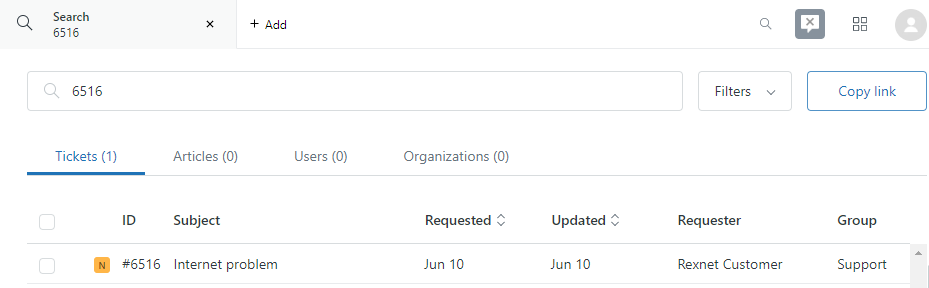 Search
6516
+ Add
6516
Filters
Copy link
Tickets (1) Articles (0) Users (0) Organizations (0)
ID Subject Requested Updated Requester Group
N #6516 Internet problem Jun 10 Jun 10 Rexnet Customer Support